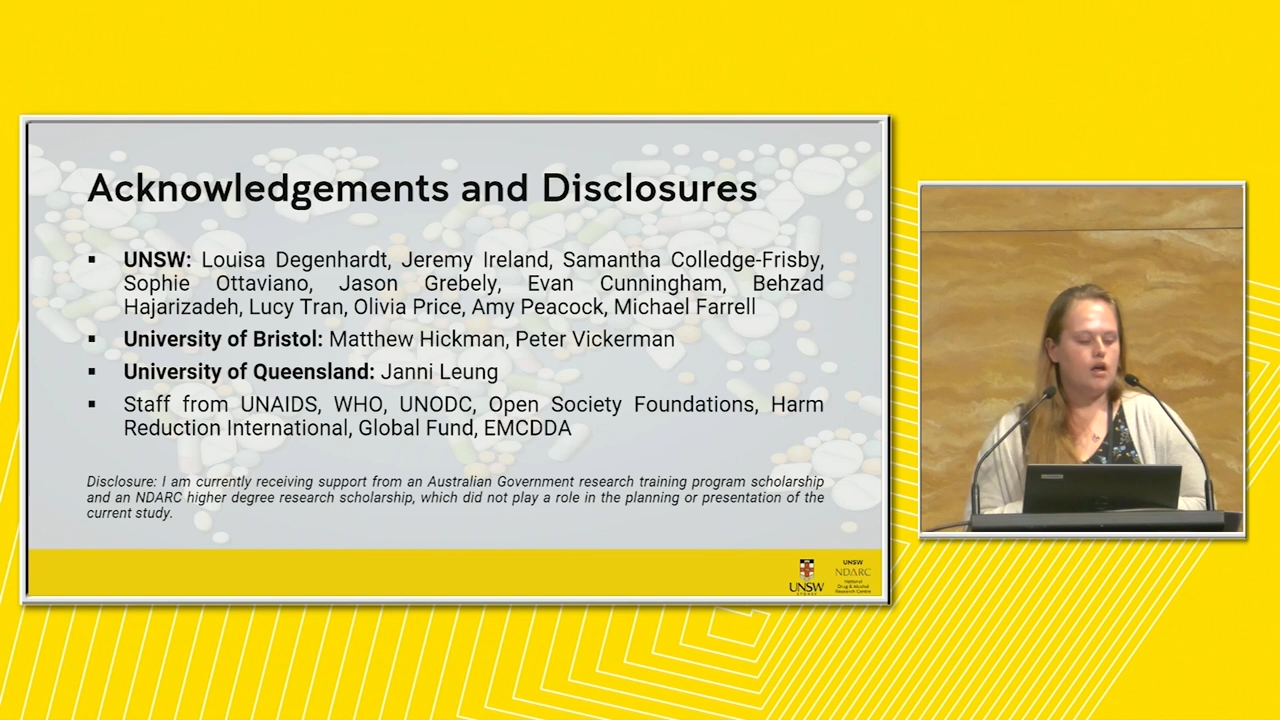 Acknowledgements and Disclosures
▪ UNSW: Louisa Degenhardt, Jeremy Ireland, Samantha Colledge-Frisby,
Sophie Ottaviano, Jason Grebely, Evan Cunningham, Behzad
Hajarizadeh, Lucy Tran, Olivia Price, Amy Peacock, Michael Farrell
▪ University of Bristol: Matthew Hickman, Peter Vickerman
▪ University of Queensland: Janni Leung
▪ Staff from UNAIDS, WHO, UNODC, Open Society Foundations, Harm
Reduction International, Global Fund, EMCDDA
Disclosure: I am currently receiving support from an Australian Government research training program scholarship
and an NDARC higher degree research scholarship, which did not play a role in the planning or presentation of the
current study.
UNSW
SYDNEY
UNSW
NDARC
National
Drug & Alcohol
Research Centre